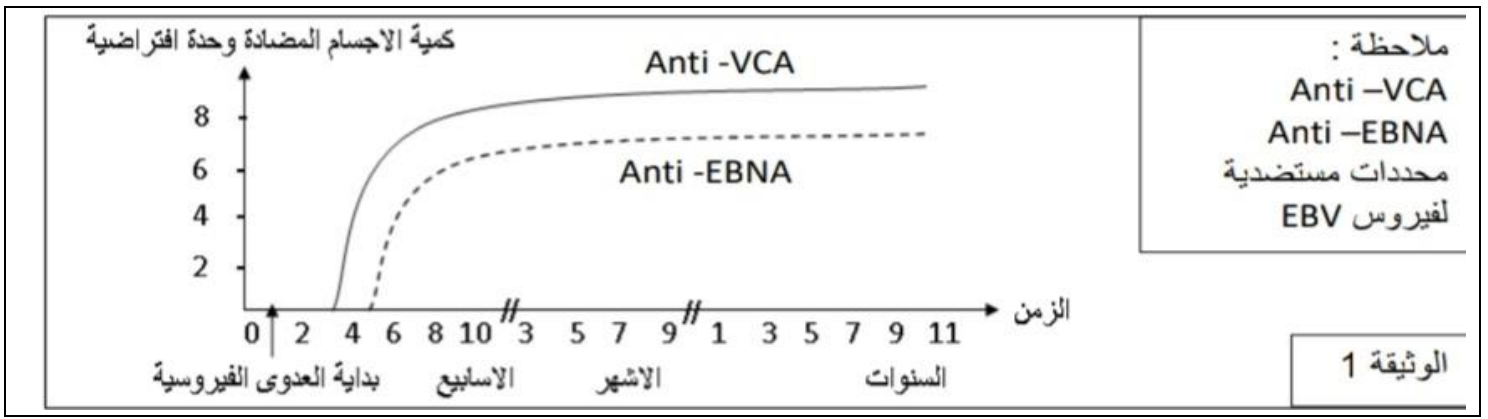 كمية الاجسام المضادة وحدة افتراضية
Anti -VCA
Anti -EBNA
8
6
4
2
0 2 4 6 8 10 // 3 5 7 9 // 1 3 5 7 9 11
الزمن
بداية العدوى الفيروسية
الاسابيع
الاشهر
السنوات
ملاحظة :
Anti –VCA
Anti –EBNA
محددات مستضدية
لفيروس EBV
الوثيقة 1